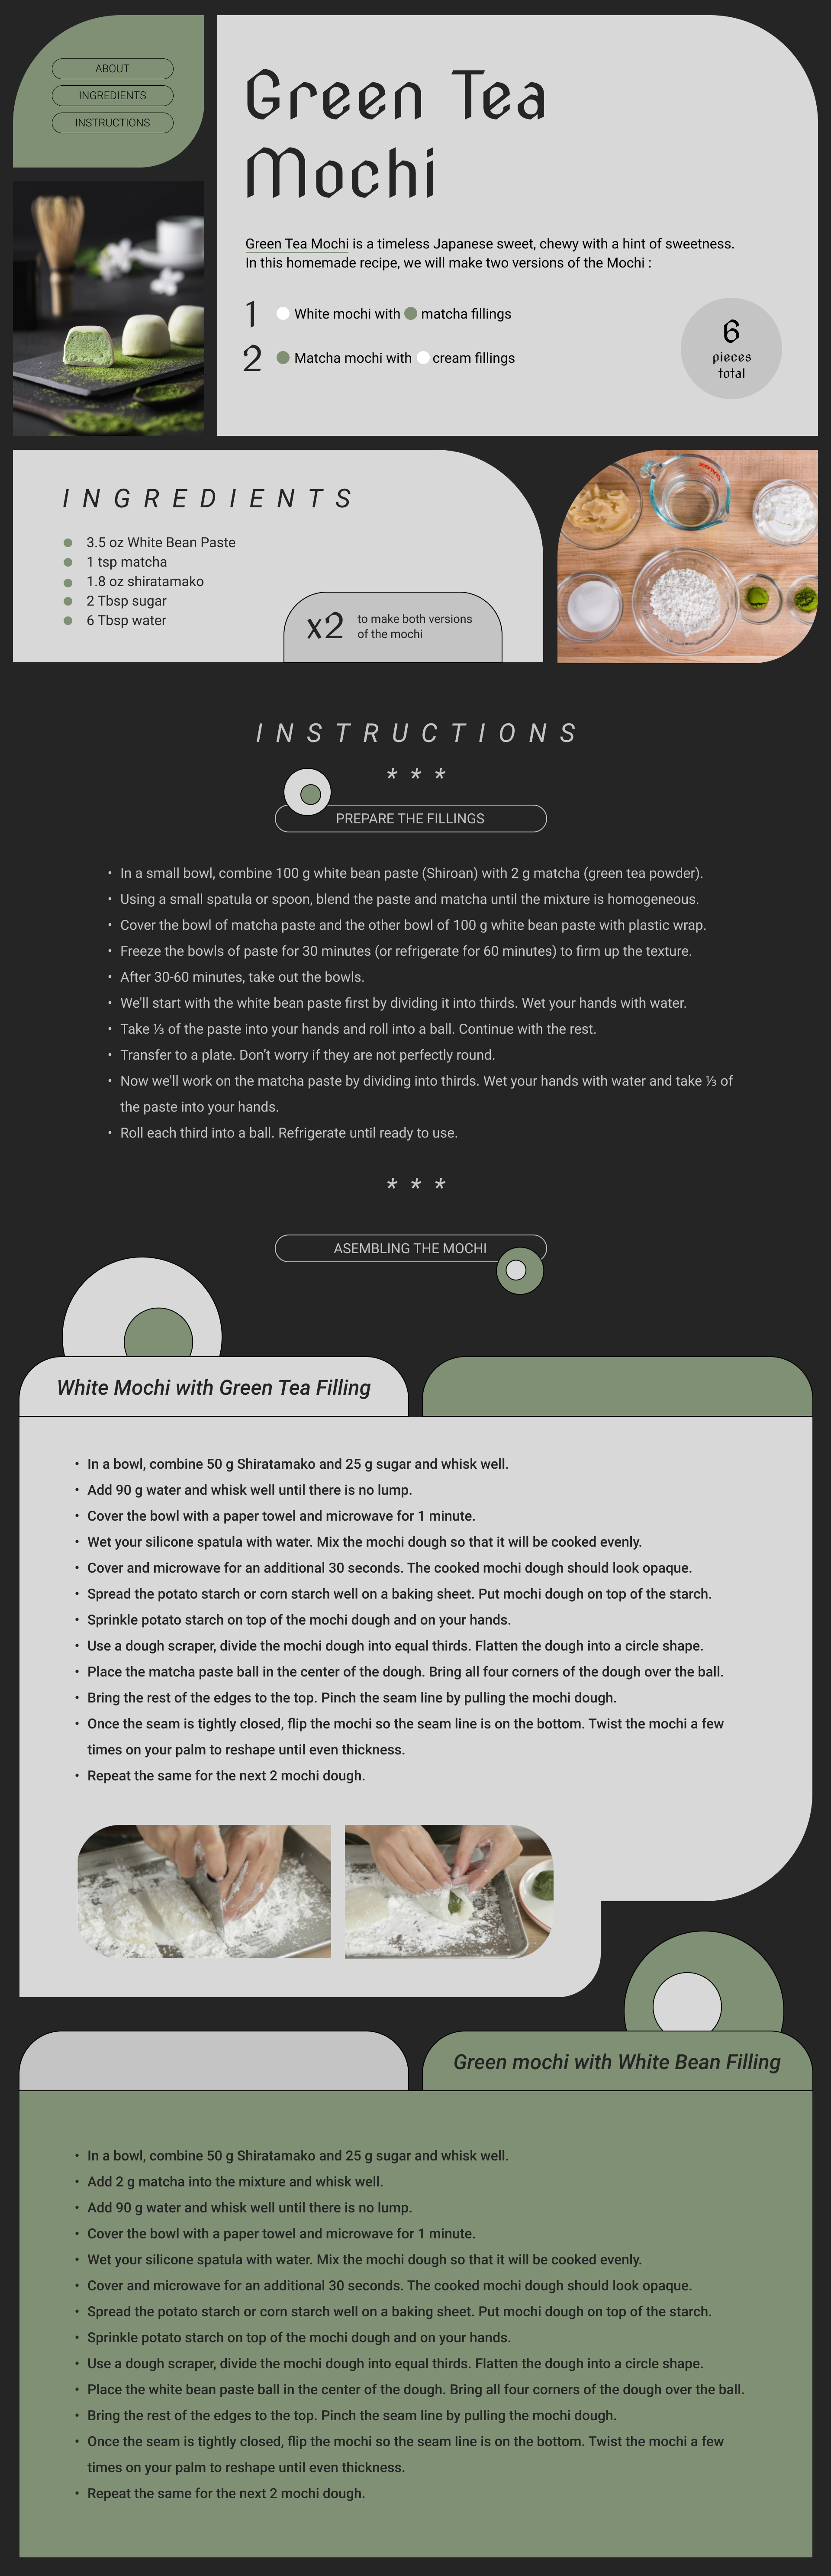 ABOUT
INGREDIENTS
INSTRUCTIONS
Green Tea
Mochi
Green Tea Mochi is a timeless Japanese sweet, chewy with a hint of sweetness.
In this homemade recipe, we will make two versions of the Mochi :
1 White mochi with matcha fillings
2 Matcha mochi with cream fillings
6
pieces
total
INGREDIENTS
3.5 oz White Bean Paste
1 tsp matcha
1.8 oz shiratamako
2 Tbsp sugar
6 Tbsp water
x2 to make both versions
of the mochi
INSTRUCTIONS
* * *
PREPARE THE FILLINGS
• In a small bowl, combine 100 g white bean paste (Shiroan) with 2 g matcha (green tea powder).
• Using a small spatula or spoon, blend the paste and matcha until the mixture is homogeneous.
• Cover the bowl of matcha paste and the other bowl of 100 g white bean paste with plastic wrap.
• Freeze the bowls of paste for 30 minutes (or refrigerate for 60 minutes) to firm up the texture.
• After 30-60 minutes, take out the bowls.
• We'll start with the white bean paste first by dividing it into thirds. Wet your hands with water.
• Take ⅓ of the paste into your hands and roll into a ball. Continue with the rest.
• Transfer to a plate. Don't worry if they are not perfectly round.
• Now we'll work on the matcha paste by dividing into thirds. Wet your hands with water and take ⅓ of
the paste into your hands.
• Roll each third into a ball. Refrigerate until ready to use.
* * *
ASEMBLING THE MOCHI
White Mochi with Green Tea Filling
• In a bowl, combine 50 g Shiratamako and 25 g sugar and whisk well.
• Add 90 g water and whisk well until there is no lump.
• Cover the bowl with a paper towel and microwave for 1 minute.
• Wet your silicone spatula with water. Mix the mochi dough so that it will be cooked evenly.
• Cover and microwave for an additional 30 seconds. The cooked mochi dough should look opaque.
• Spread the potato starch or corn starch well on a baking sheet. Put mochi dough on top of the starch.
• Sprinkle potato starch on top of the mochi dough and on your hands.
• Use a dough scraper, divide the mochi dough into equal thirds. Flatten the dough into a circle shape.
• Place the matcha paste ball in the center of the dough. Bring all four corners of the dough over the ball.
• Bring the rest of the edges to the top. Pinch the seam line by pulling the mochi dough.
• Once the seam is tightly closed, flip the mochi so the seam line is on the bottom. Twist the mochi a few
times on your palm to reshape until even thickness.
• Repeat the same for the next 2 mochi dough.
Green mochi with White Bean Filling
• In a bowl, combine 50 g Shiratamako and 25 g sugar and whisk well.
• Add 2 g matcha into the mixture and whisk well.
• Add 90 g water and whisk well until there is no lump.
• Cover the bowl with a paper towel and microwave for 1 minute.
• Wet your silicone spatula with water. Mix the mochi dough so that it will be cooked evenly.
• Cover and microwave for an additional 30 seconds. The cooked mochi dough should look opaque.
• Spread the potato starch or corn starch well on a baking sheet. Put mochi dough on top of the starch.
• Sprinkle potato starch on top of the mochi dough and on your hands.
• Use a dough scraper, divide the mochi dough into equal thirds. Flatten the dough into a circle shape.
• Place the white bean paste ball in the center of the dough. Bring all four corners of the dough over the ball.
• Bring the rest of the edges to the top. Pinch the seam line by pulling the mochi dough.
• Once the seam is tightly closed, flip the mochi so the seam line is on the bottom. Twist the mochi a few
times on your palm to reshape until even thickness.
• Repeat the same for the next 2 mochi dough.